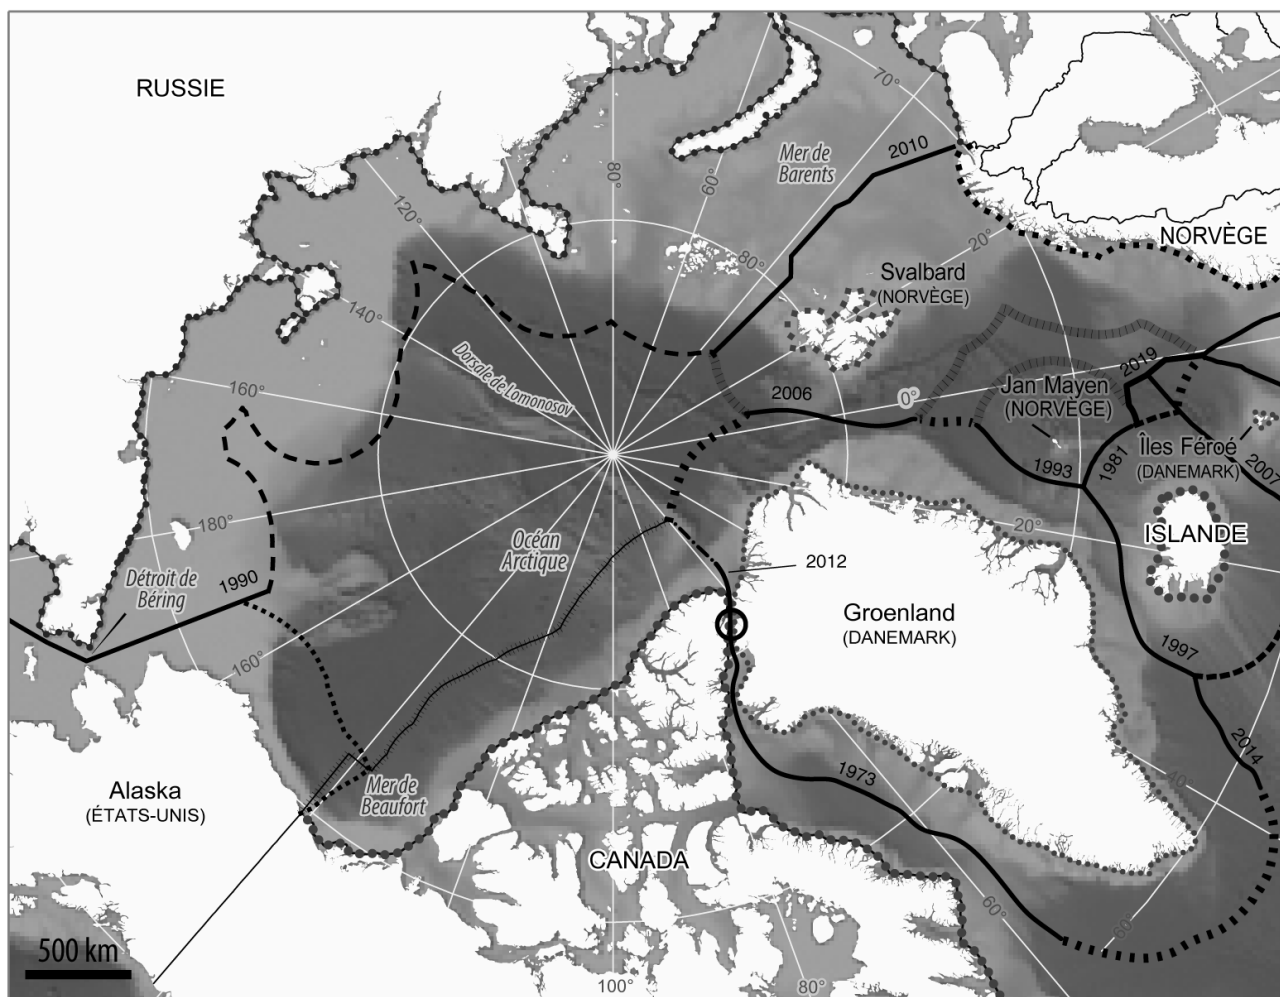 RUSSIE
70°
Mer de
Barents
2010
80°
60°
120°
NORVÈGE
20°
80°
Svalbard
(NORVÈGE)
140°
Dorsale de Lomonosov
2019
160°
2006
0°
Jan Mayen
(NORVÈGE)
Îles Féroé
(DANEMARK)
1993
1981
2007
180°
Océan
Arctique
20°
ISLANDE
Détroit de
Béring
1990
2012
Groenland
(DANEMARK)
160°
1997
2014
Alaska
(ÉTATS-UNIS)
Mer de
Beaufort
1973
40°
CANADA
60°
60°
500 km
100°
80°